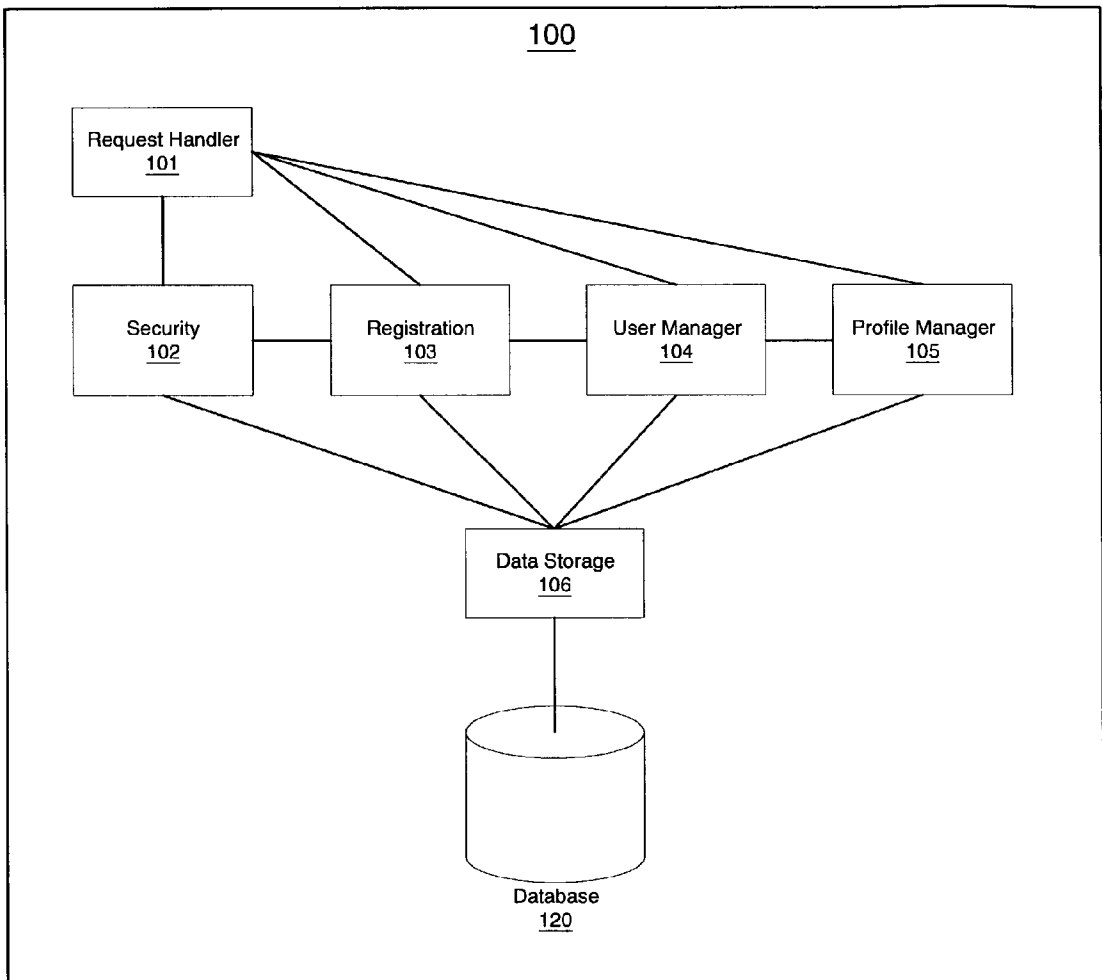 100
Request Handler
101
Security
102
Registration
103
User Manager
104
Profile Manager
105
Data Storage
106
Database
120